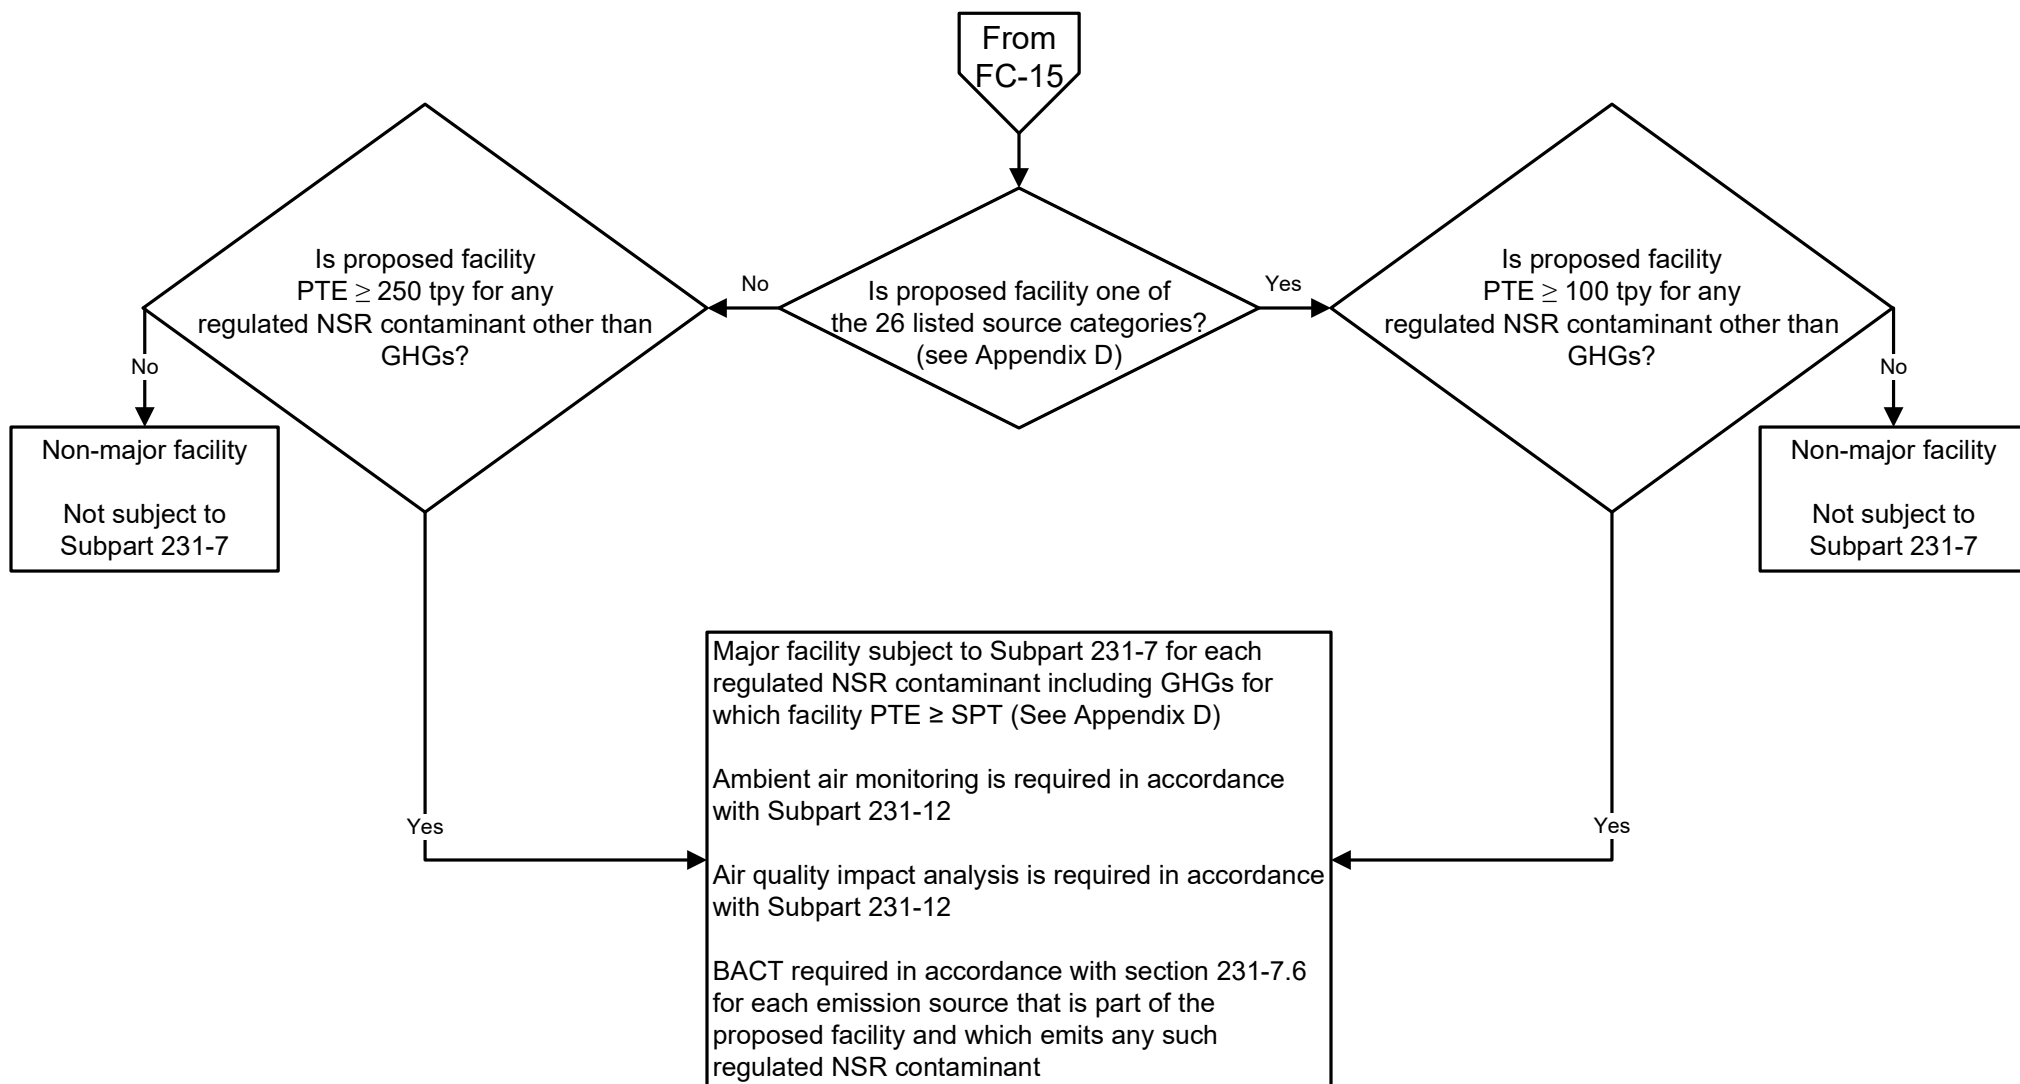 From
FC-15
Is proposed facility
PTE ≥ 250 tpy for any
regulated NSR contaminant other than
GHGs?
No
Is proposed facility one of
the 26 listed source categories?
(see Appendix D)
Yes
Is proposed facility
PTE ≥ 100 tpy for any
regulated NSR contaminant other than
GHGs?
No
No
Non-major facility
Not subject to
Subpart 231-7
Non-major facility
Not subject to
Subpart 231-7
Major facility subject to Subpart 231-7 for each
regulated NSR contaminant including GHGs for
which facility PTE ≥ SPT (See Appendix D)
Ambient air monitoring is required in accordance
with Subpart 231-12
Air quality impact analysis is required in accordance
with Subpart 231-12
BACT required in accordance with section 231-7.6
for each emission source that is part of the
proposed facility and which emits any such
regulated NSR contaminant
Yes
Yes